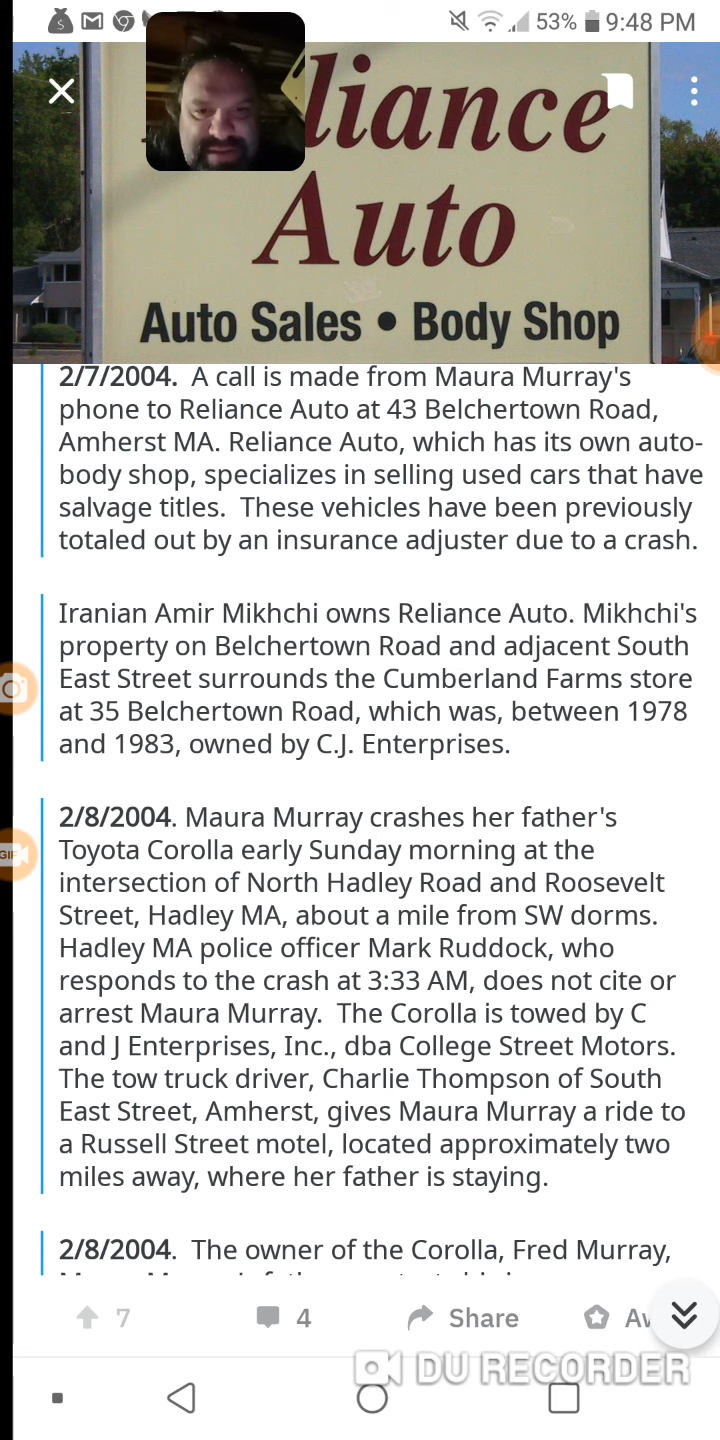 53% 9:48 PM
liance
Auto
Auto Sales • Body Shop
2/7/2004. A call is made from Maura Murray's
phone to Reliance Auto at 43 Belchertown Road,
Amherst MA. Reliance Auto, which has its own auto-
body shop, specializes in selling used cars that have
salvage titles. These vehicles have been previously
totaled out by an insurance adjuster due to a crash.
Iranian Amir Mikhchi owns Reliance Auto. Mikhchi's
property on Belchertown Road and adjacent South
East Street surrounds the Cumberland Farms store
at 35 Belchertown Road, which was, between 1978
and 1983, owned by C.J. Enterprises.
2/8/2004. Maura Murray crashes her father's
Toyota Corolla early Sunday morning at the
intersection of North Hadley Road and Roosevelt
Street, Hadley MA, about a mile from SW dorms.
Hadley MA police officer Mark Ruddock, who
responds to the crash at 3:33 AM, does not cite or
arrest Maura Murray. The Corolla is towed by C
and J Enterprises, Inc., dba College Street Motors.
The tow truck driver, Charlie Thompson of South
East Street, Amherst, gives Maura Murray a ride to
a Russell Street motel, located approximately two
miles away, where her father is staying.
2/8/2004. The owner of the Corolla, Fred Murray,
7 4 Share Aw
GIF
DU RECORDER